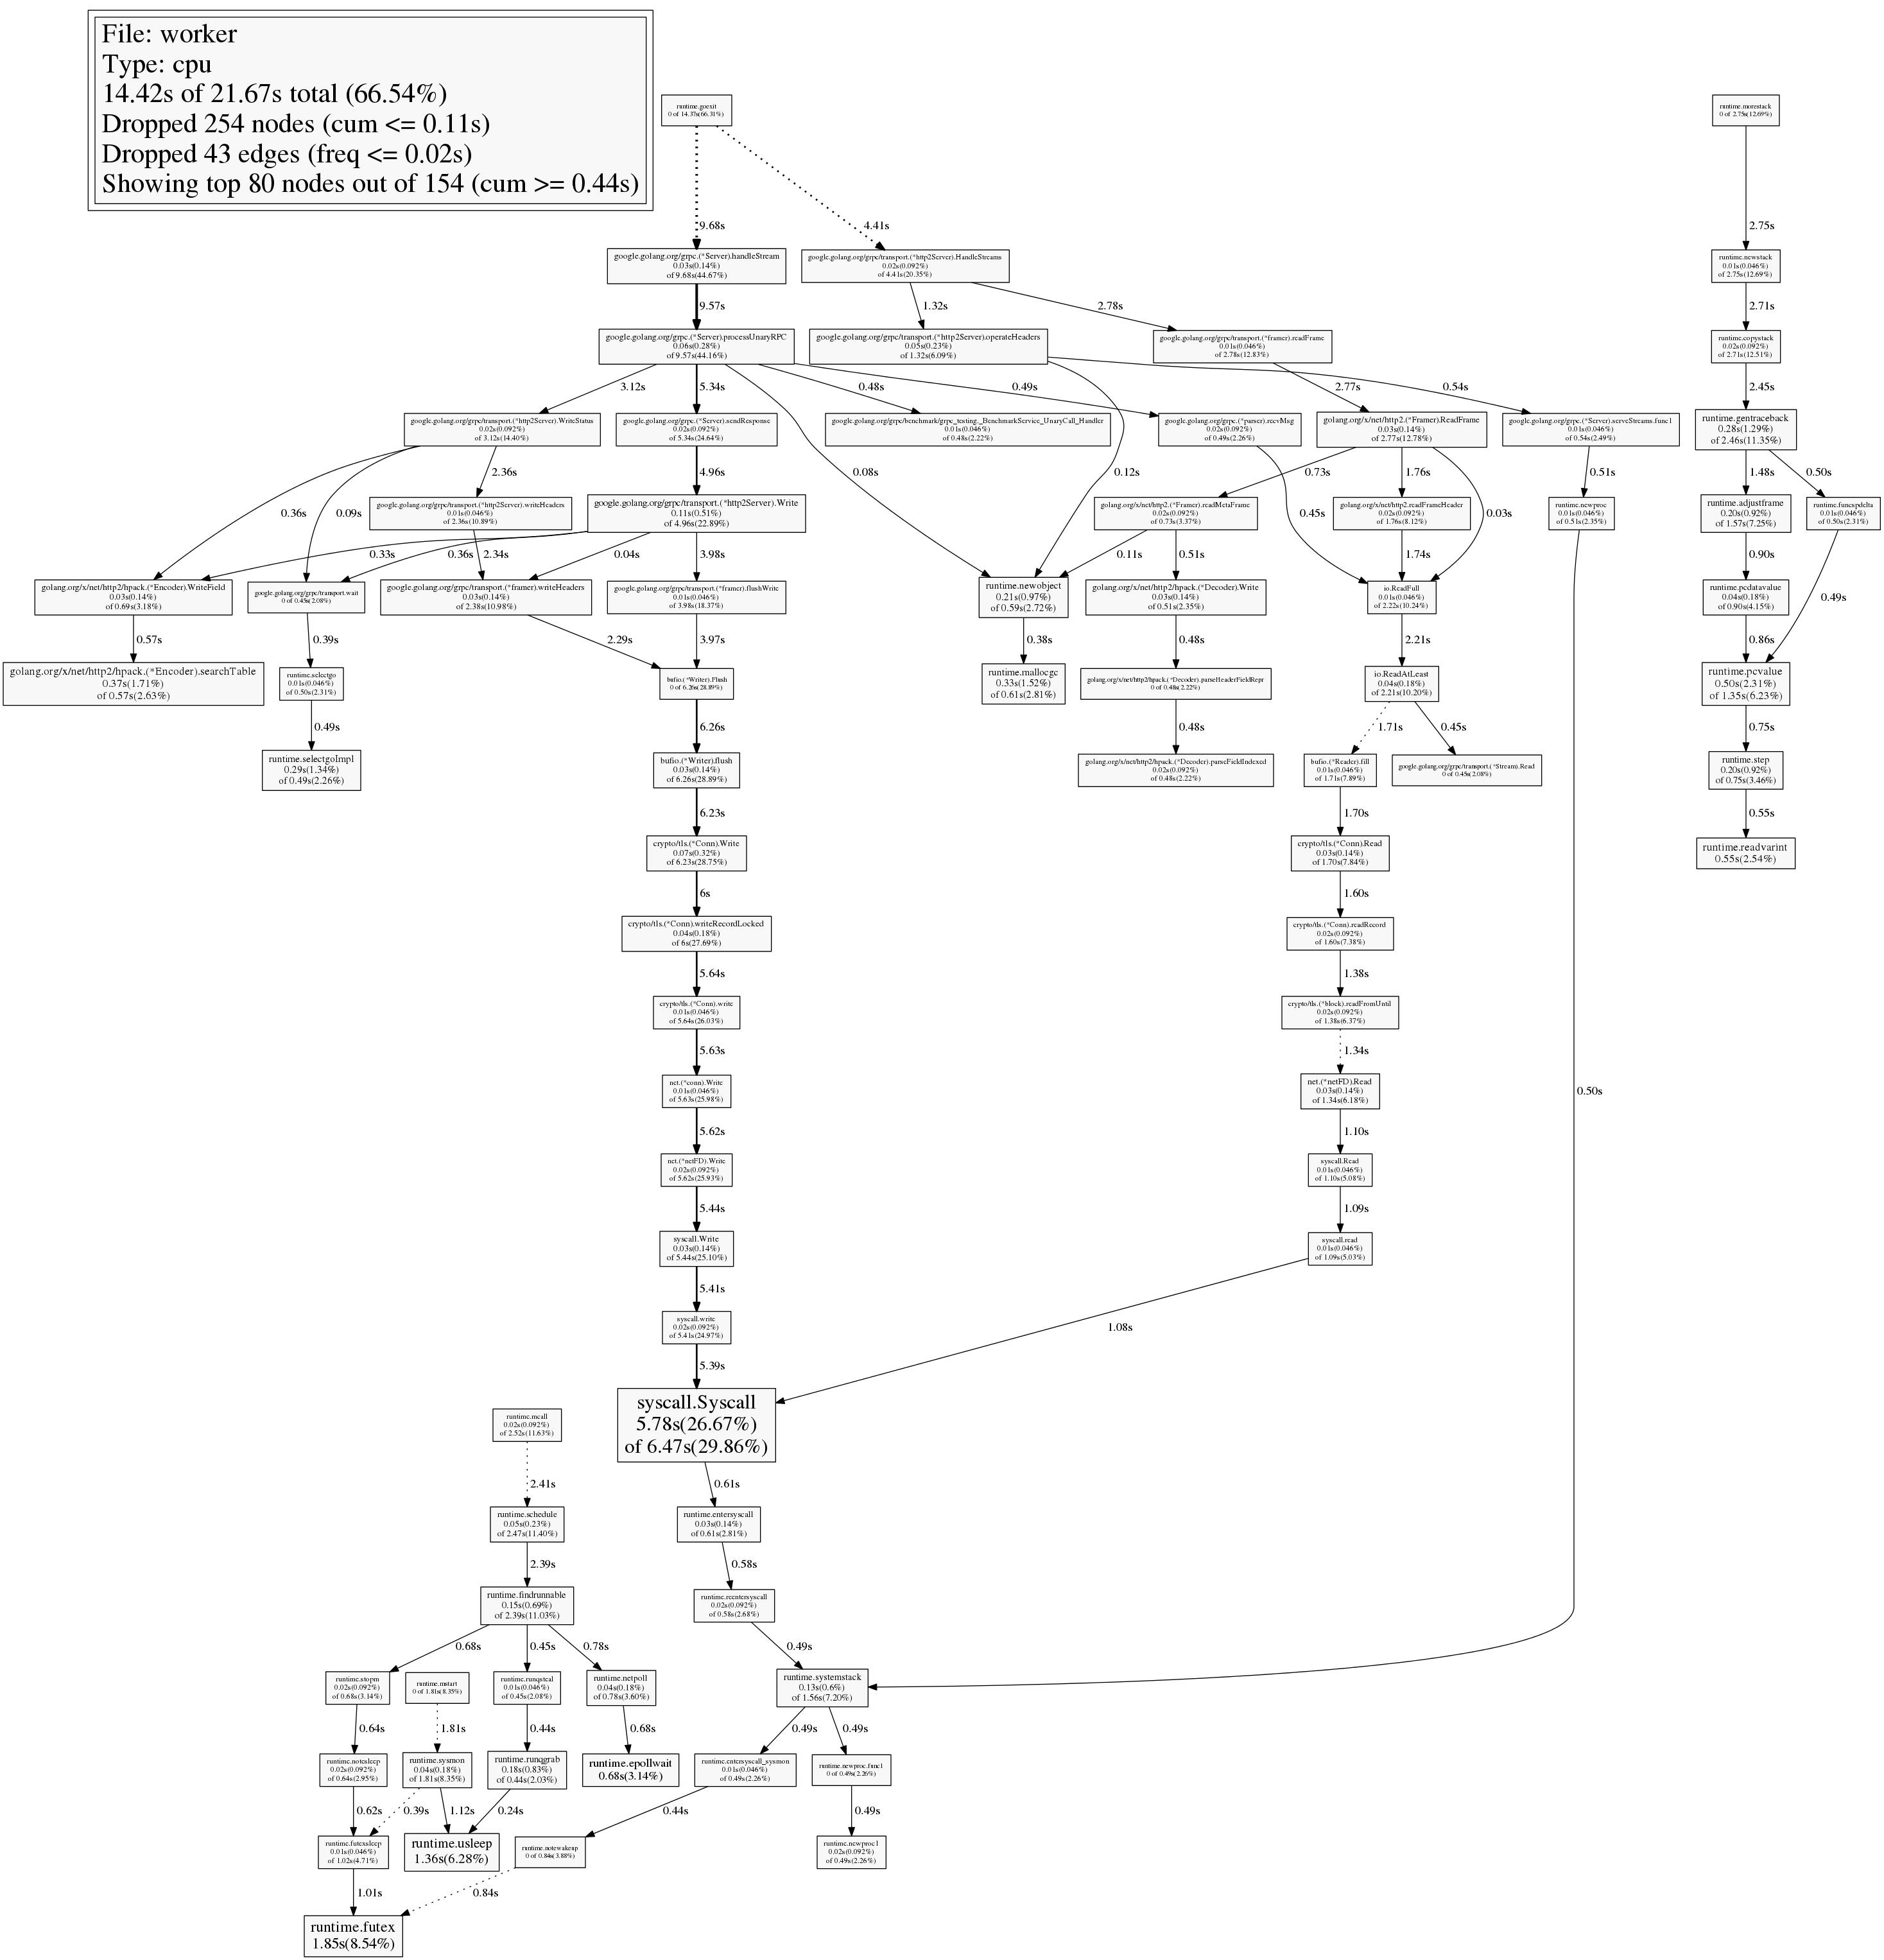 File: worker
Type: cpu
14.42s of 21.67s total (66.54%)
Dropped 254 nodes (cum <= 0.11s)
Dropped 43 edges (freq <= 0.02s)
Showing top 80 nodes out of 154 (cum >= 0.44s)
runtime.goexit
0 of 14.37s(66.31%)
runtime.morestack
0 of 2.75s(12.69%)
9.68s
4.41s
2.75s
google.golang.org/grpc.(*Server).handleStream
0.03s(0.14%)
of 9.68s(44.67%)
google.golang.org/grpc/transport.(*http2Server).HandleStreams
0.02s(0.092%)
of 4.41s(20.35%)
runtime.newstack
0.01s(0.046%)
of 2.75s(12.69%)
9.57s
1.32s
2.78s
2.71s
google.golang.org/grpc.(*Server).processUnaryRPC
0.06s(0.28%)
of 9.57s(44.16%)
google.golang.org/grpc/transport.(*http2Server).operateHeaders
0.05s(0.23%)
of 1.32s(6.09%)
google.golang.org/grpc/transport.(*framer).readFrame
0.01s(0.046%)
of 2.78s(12.83%)
runtime.copystack
0.02s(0.092%)
of 2.71s(12.51%)
3.12s
5.34s
0.48s
0.49s
2.77s
0.54s
2.45s
google.golang.org/grpc/transport.(*http2Server).WriteStatus
0.02s(0.092%)
of 3.12s(14.40%)
google.golang.org/grpc.(*Server).sendResponse
0.02s(0.092%)
of 5.34s(24.64%)
google.golang.org/grpc/benchmark/grpc_testing._BenchmarkService_UnaryCall_Handler
0.01s(0.046%)
of 0.48s(2.22%)
google.golang.org/grpc.(*parser).recvMsg
0.02s(0.092%)
of 0.49s(2.26%)
golang.org/x/net/http2.(*Framer).ReadFrame
0.03s(0.14%)
of 2.77s(12.78%)
google.golang.org/grpc.(*Server).serveStreams.func1
0.01s(0.046%)
of 0.54s(2.49%)
runtime.gentraceback
0.28s(1.29%)
of 2.46s(11.35%)
2.36s
4.96s
0.08s
0.12s
0.73s
1.76s
0.51s
1.48s
0.50s
google.golang.org/grpc/transport.(*http2Server).writeHeaders
0.01s(0.046%)
of 2.36s(10.89%)
google.golang.org/grpc/transport.(*http2Server).Write
0.11s(0.51%)
of 4.96s(22.89%)
golang.org/x/net/http2.(*Framer).readMetaFrame
0.02s(0.092%)
of 0.73s(3.37%)
golang.org/x/net/http2.readFrameHeader
0.02s(0.092%)
of 1.76s(8.12%)
runtime.newproc
0.01s(0.046%)
of 0.51s(2.35%)
runtime.adjustframe
0.20s(0.92%)
of 1.57s(7.25%)
runtime.funcspdelta
0.01s(0.046%)
of 0.50s(2.31%)
0.36s
0.09s
0.45s
0.03s
0.33s
0.36s
2.34s
0.04s
3.98s
0.11s
0.51s
1.74s
0.90s
golang.org/x/net/http2/hpack.(*Encoder).WriteField
0.03s(0.14%)
of 0.69s(3.18%)
google.golang.org/grpc/transport.wait
0 of 0.45s(2.08%)
google.golang.org/grpc/transport.(*framer).writeHeaders
0.03s(0.14%)
of 2.38s(10.98%)
google.golang.org/grpc/transport.(*framer).flushWrite
0.01s(0.046%)
of 3.98s(18.37%)
runtime.newobject
0.21s(0.97%)
of 0.59s(2.72%)
golang.org/x/net/http2/hpack.(*Decoder).Write
0.03s(0.14%)
of 0.51s(2.35%)
io.ReadFull
0.01s(0.046%)
of 2.22s(10.24%)
runtime.pcdatavalue
0.04s(0.18%)
of 0.90s(4.15%)
0.49s
0.57s
0.39s
2.29s
3.97s
0.38s
0.48s
2.21s
0.86s
golang.org/x/net/http2/hpack.(*Encoder).searchTable
0.37s(1.71%)
of 0.57s(2.63%)
runtime.selectgo
0.01s(0.046%)
of 0.50s(2.31%)
bufio.(*Writer).Flush
0 of 6.26s(28.89%)
runtime.mallocgc
0.33s(1.52%)
of 0.61s(2.81%)
golang.org/x/net/http2/hpack.(*Decoder).parseHeaderFieldRepr
0 of 0.48s(2.22%)
io.ReadAtLeast
0.04s(0.18%)
of 2.21s(10.20%)
runtime.pcvalue
0.50s(2.31%)
of 1.35s(6.23%)
0.49s
6.26s
0.48s
1.71s
0.45s
0.75s
runtime.selectgoImpl
0.29s(1.34%)
of 0.49s(2.26%)
bufio.(*Writer).flush
0.03s(0.14%)
of 6.26s(28.89%)
golang.org/x/net/http2/hpack.(*Decoder).parseFieldIndexed
0.02s(0.092%)
of 0.48s(2.22%)
bufio.(*Reader).fill
0.01s(0.046%)
of 1.71s(7.89%)
google.golang.org/grpc/transport.(*Stream).Read
0 of 0.45s(2.08%)
runtime.step
0.20s(0.92%)
of 0.75s(3.46%)
6.23s
1.70s
0.55s
crypto/tls.(*Conn).Write
0.07s(0.32%)
of 6.23s(28.75%)
crypto/tls.(*Conn).Read
0.03s(0.14%)
of 1.70s(7.84%)
runtime.readvarint
0.55s(2.54%)
6s
1.60s
crypto/tls.(*Conn).writeRecordLocked
0.04s(0.18%)
of 6s(27.69%)
crypto/tls.(*Conn).readRecord
0.02s(0.092%)
of 1.60s(7.38%)
5.64s
1.38s
crypto/tls.(*Conn).write
0.01s(0.046%)
of 5.64s(26.03%)
crypto/tls.(*block).readFromUntil
0.02s(0.092%)
of 1.38s(6.37%)
5.63s
1.34s
net.(*conn).Write
0.01s(0.046%)
of 5.63s(25.98%)
net.(*netFD).Read
0.03s(0.14%)
of 1.34s(6.18%)
0.50s
5.62s
1.10s
net.(*netFD).Write
0.02s(0.092%)
of 5.62s(25.93%)
syscall.Read
0.01s(0.046%)
of 1.10s(5.08%)
5.44s
1.09s
syscall.Write
0.03s(0.14%)
of 5.44s(25.10%)
syscall.read
0.01s(0.046%)
of 1.09s(5.03%)
5.41s
1.08s
syscall.write
0.02s(0.092%)
of 5.41s(24.97%)
5.39s
syscall.Syscall
5.78s(26.67%)
of 6.47s(29.86%)
runtime.mcall
0.02s(0.092%)
of 2.52s(11.63%)
2.41s
0.61s
runtime.schedule
0.05s(0.23%)
of 2.47s(11.40%)
runtime.entersyscall
0.03s(0.14%)
of 0.61s(2.81%)
2.39s
0.58s
runtime.findrunnable
0.15s(0.69%)
of 2.39s(11.03%)
runtime.reentersyscall
0.02s(0.092%)
of 0.58s(2.68%)
0.68s
0.45s
0.78s
0.49s
runtime.stopm
0.02s(0.092%)
of 0.68s(3.14%)
runtime.mstart
0 of 1.81s(8.35%)
runtime.runqsteal
0.01s(0.046%)
of 0.45s(2.08%)
runtime.netpoll
0.04s(0.18%)
of 0.78s(3.60%)
runtime.systemstack
0.13s(0.6%)
of 1.56s(7.20%)
0.64s
1.81s
0.44s
0.68s
0.49s
0.49s
runtime.notesleep
0.02s(0.092%)
of 0.64s(2.95%)
runtime.sysmon
0.04s(0.18%)
of 1.81s(8.35%)
runtime.runqgrab
0.18s(0.83%)
of 0.44s(2.03%)
runtime.epollwait
0.68s(3.14%)
runtime.entersyscall_sysmon
0.01s(0.046%)
of 0.49s(2.26%)
runtime.newproc.func1
0 of 0.49s(2.26%)
0.62s
0.39s
1.12s
0.24s
0.44s
0.49s
runtime.futexsleep
0.01s(0.046%)
of 1.02s(4.71%)
runtime.usleep
1.36s(6.28%)
runtime.notewakeup
0 of 0.84s(3.88%)
runtime.newproc1
0.02s(0.092%)
of 0.49s(2.26%)
1.01s
0.84s
runtime.futex
1.85s(8.54%)